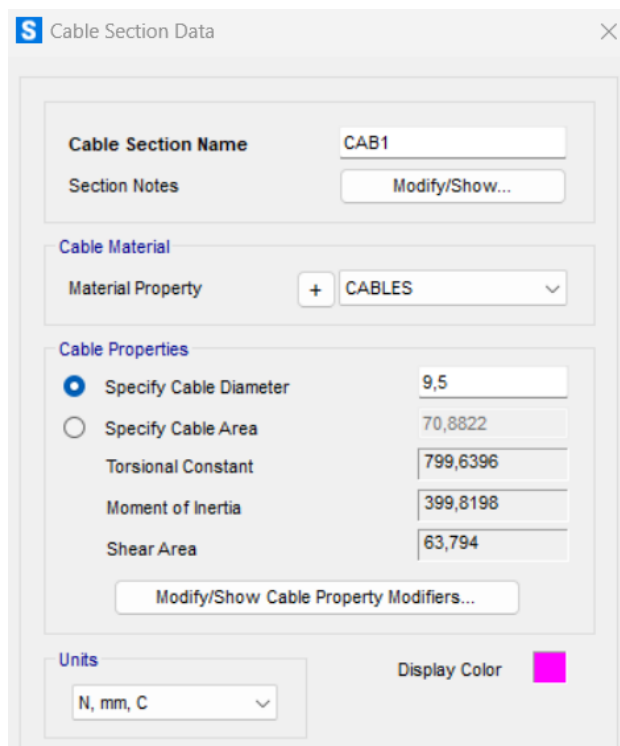 S Cable Section Data
Cable Section Name CAB1
Section Notes Modify/Show...
Cable Material
Material Property + CABLES
Cable Properties
Specify Cable Diameter 9,5
Specify Cable Area 70,8822
Torsional Constant 799,6396
Moment of Inertia 399,8198
Shear Area 63,794
Modify/Show Cable Property Modifiers...
Units
Display Color
N, mm, C